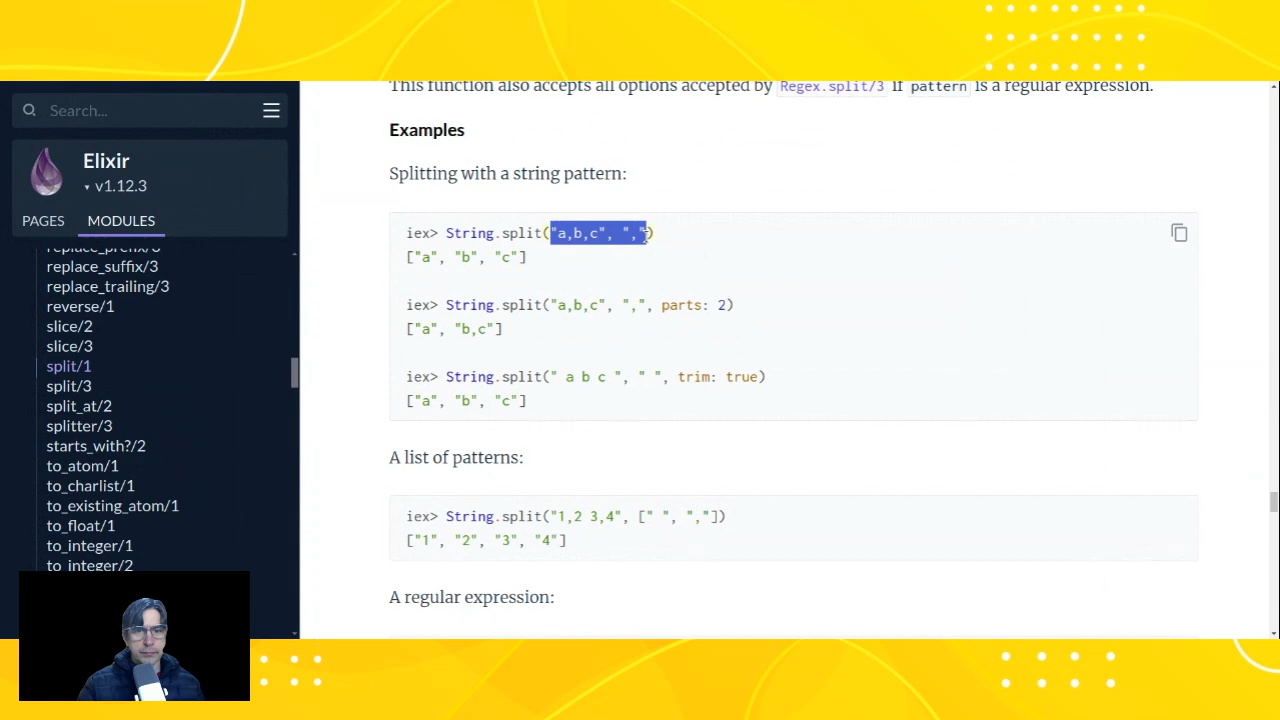 This function also accepts all options accepted by Regex.split/3 if pattern is a regular expression.
Search...
Elixir
v1.12.3
PAGES MODULES
replace_prefix/3
replace_suffix/3
replace_trailing/3
reverse/1
slice/2
slice/3
split/1
split/3
split_at/2
splitter/3
starts_with?/2
to_atom/1
to_charlist/1
to_existing_atom/1
to_float/1
to_integer/1
to_integer/2
Examples
Splitting with a string pattern:
iex> String.split("a,b,c", ",")
["a", "b", "c"]
iex> String.split("a,b,c", ",", parts: 2)
["a", "b,c"]
iex> String.split(" a b c ", " ", trim: true)
["a", "b", "c"]
A list of patterns:
iex> String.split("1,2 3,4", [" ", ","])
["1", "2", "3", "4"]
A regular expression: